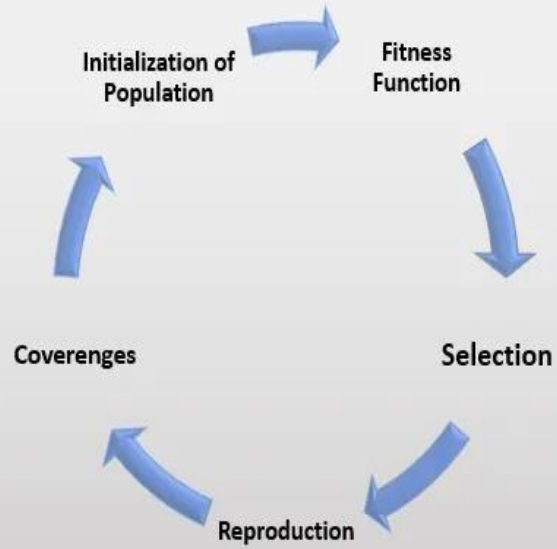 Initialization of
Population
Fitness
Function
Selection
Reproduction
Coverenges